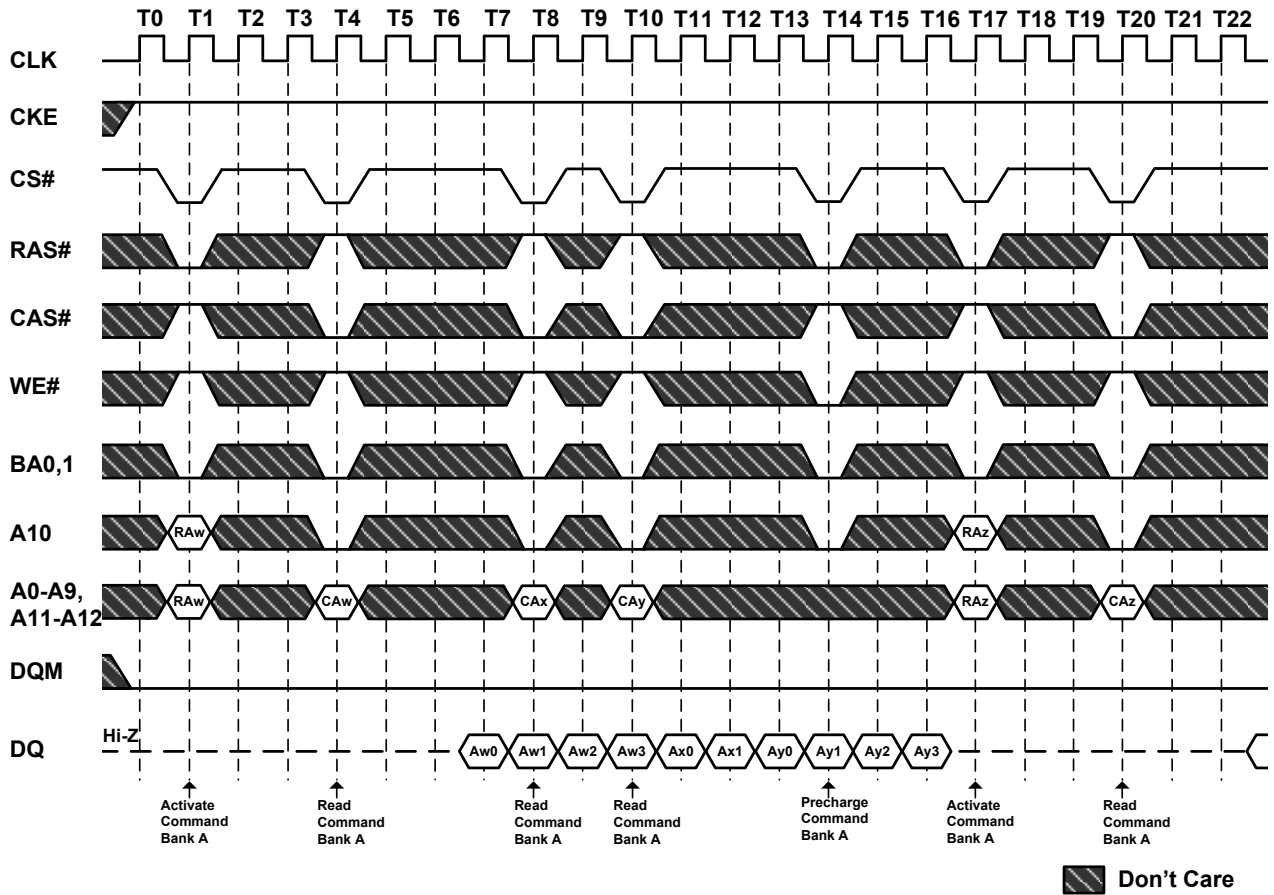 T0 T1 T2 T3 T4 T5 T6 T7 T8 T9 T10 T11 T12 T13 T14 T15 T16 T17 T18 T19 T20 T21 T22
CLK
CKE
CS#
RAS#
CAS#
WE#
BA0,1
A10 RAw RAz
A0-A9,
A11-A12 RAw CAw CAx CAy RAz CAz
DQM
DQ Hi-Z Aw0 Aw1 Aw2 Aw3 Ax0 Ax1 Ay0 Ay1 Ay2 Ay3
Activate
Command
Bank A
Read
Command
Bank A
Read
Command
Bank A
Read
Command
Bank A
Precharge
Command
Bank A
Activate
Command
Bank A
Read
Command
Bank A
Don't Care